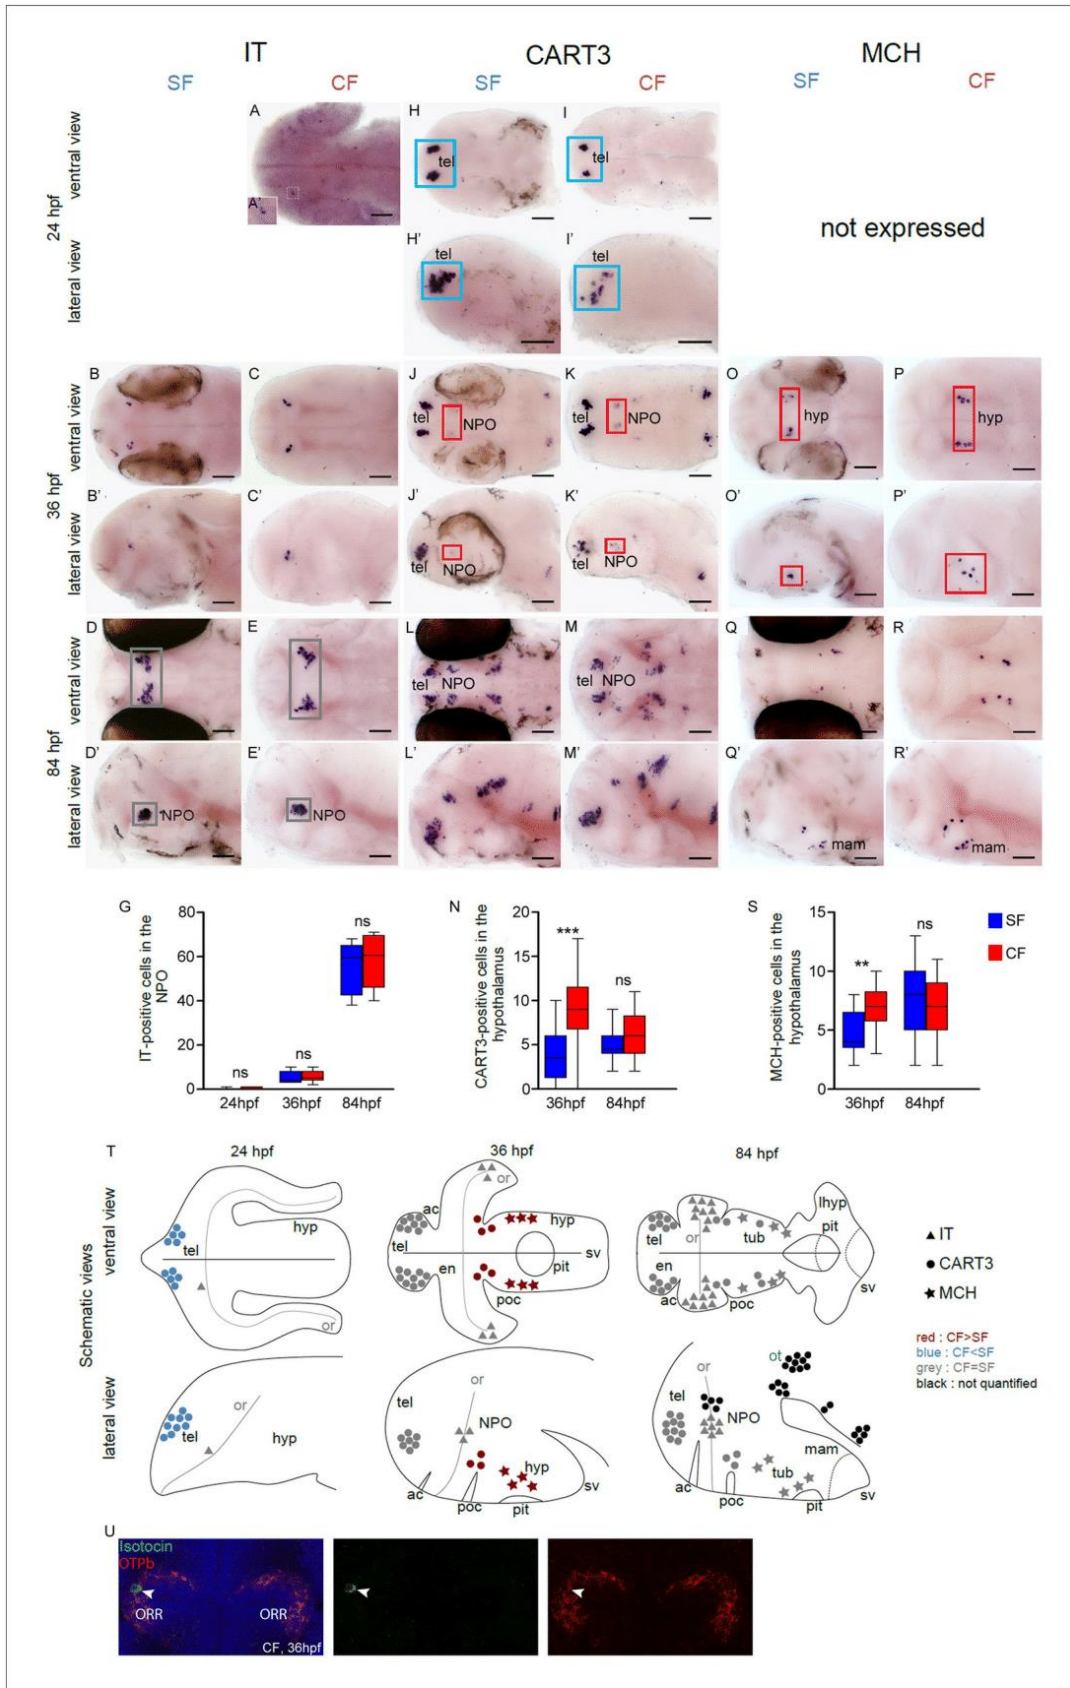 IT CART3 MCH
SF CF SF CF SF CF
24 hpf
ventral view
A
A'
H
tel
I
tel
not expressed
lateral view
H'
tel
I'
tel
36 hpf
ventral view
B
C
J
tel
NPO
K
tel
NPO
O
hyp
P
hyp
lateral view
B'
C'
J'
tel
NPO
K'
tel
NPO
O'
P'
84 hpf
ventral view
D
E
L
tel NPO
M
tel NPO
Q
R
lateral view
D'
NPO
E'
NPO
L'
M'
Q'
mam
R'
mam
G
IT-positive cells in the
NPO
80
60
40
20
0
ns
ns
ns
24hpf 36hpf 84hpf
N
CART3-positive cells in the
hypothalamus
20
15
10
5
0
***
ns
36hpf 84hpf
S
MCH-positive cells in the
hypothalamus
15
10
5
0
**
ns
36hpf 84hpf
SF
CF
T
Schematic views
24 hpf
36 hpf
84 hpf
ventral view
tel
hyp
or
ac
or
tel
hyp
en
pit
sv
poc
tel
or
tub
lhyp
pit
en
ac
poc
sv
IT
CART3
MCH
red : CF>SF
blue : CF<SF
grey : CF=SF
black : not quantified
lateral view
or
tel
hyp
or
tel
NPO
hyp
ac
poc
pit
sv
or
ot
tel
NPO
mam
tub
ac
poc
pit
sv
U
Isotocin
OTPb
ORR
ORR
CF, 36hpf